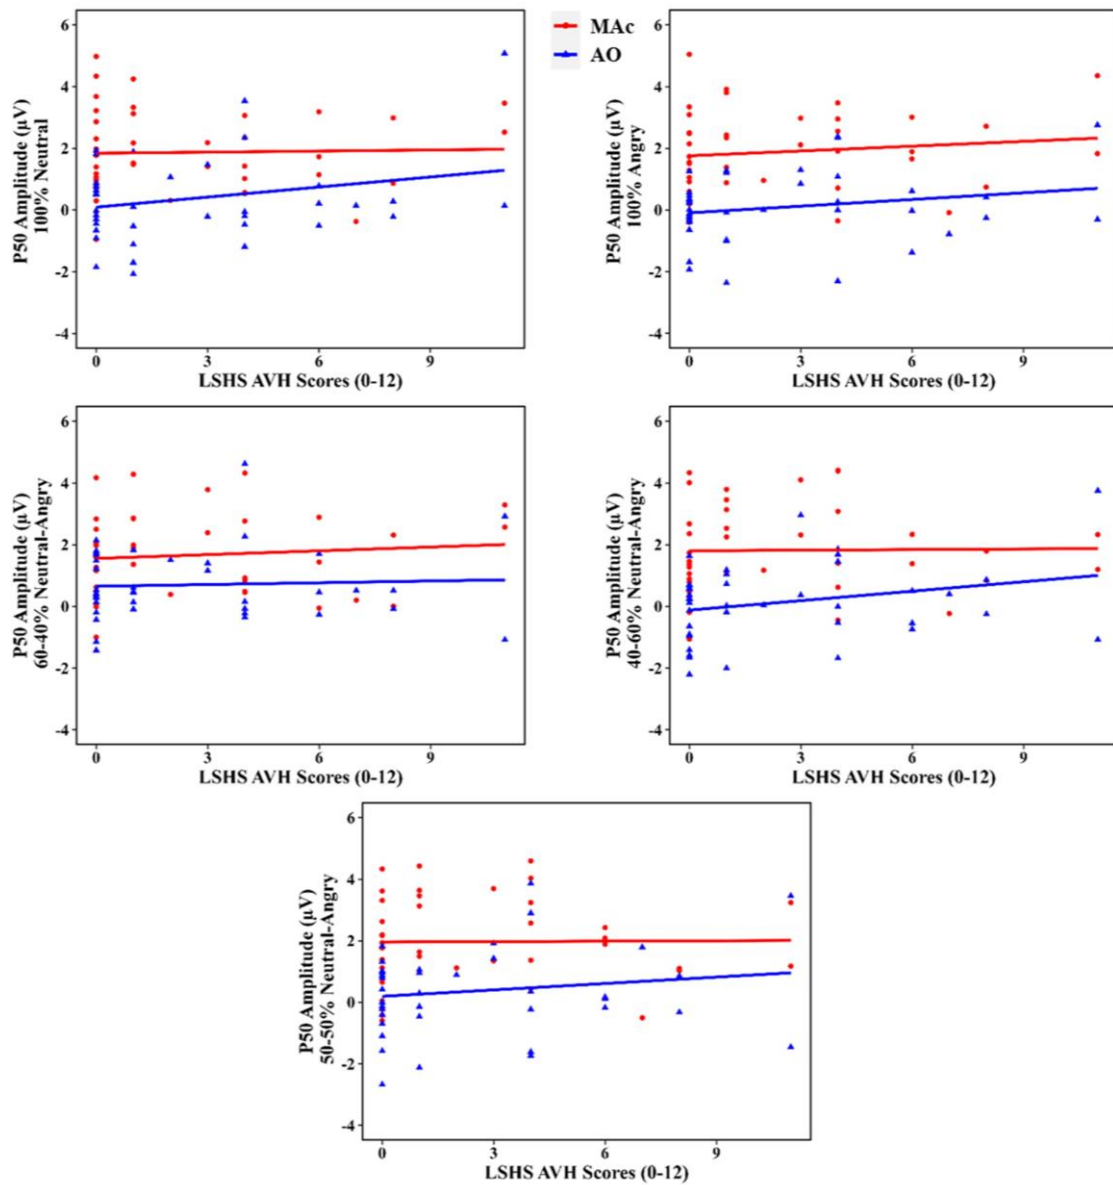 MAc
AO
P50 Amplitude (µV)
100% Neutral
6
4
2
0
-2
-4
0 3 6 9
LSHS AVH Scores (0-12)
P50 Amplitude (µV)
100% Angry
6
4
2
0
-2
-4
0 3 6 9
LSHS AVH Scores (0-12)
P50 Amplitude (µV)
60-40% Neutral-Angry
6
4
2
0
-2
-4
0 3 6 9
LSHS AVH Scores (0-12)
P50 Amplitude (µV)
40-60% Neutral-Angry
6
4
2
0
-2
-4
0 3 6 9
LSHS AVH Scores (0-12)
P50 Amplitude (µV)
50-50% Neutral-Angry
6
4
2
0
-2
-4
0 3 6 9
LSHS AVH Scores (0-12)